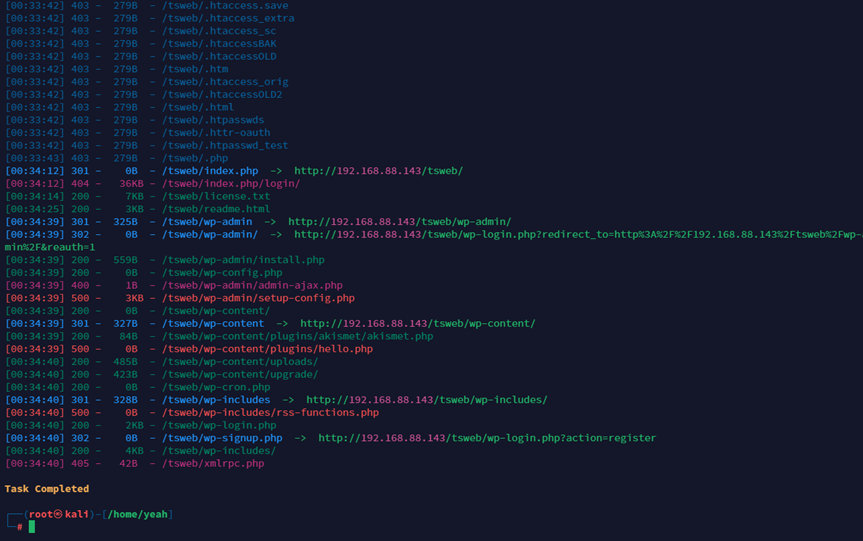 [00:33:42] 403 -  279B  - /tsweb/.htaccess.save
[00:33:42] 403 -  279B  - /tsweb/.htaccess_extra
[00:33:42] 403 -  279B  - /tsweb/.htaccess_sc
[00:33:42] 403 -  279B  - /tsweb/.htaccessBAK
[00:33:42] 403 -  279B  - /tsweb/.htaccessOLD
[00:33:42] 403 -  279B  - /tsweb/.htm
[00:33:42] 403 -  279B  - /tsweb/.htaccess_orig
[00:33:42] 403 -  279B  - /tsweb/.htaccessOLD2
[00:33:42] 403 -  279B  - /tsweb/.html
[00:33:42] 403 -  279B  - /tsweb/.htpasswds
[00:33:42] 403 -  279B  - /tsweb/.httr-oauth
[00:33:42] 403 -  279B  - /tsweb/.htpasswd_test
[00:33:43] 403 -  279B  - /tsweb/.php
[00:34:12] 301 -    0B  - /tsweb/index.php  ->  http://192.168.88.143/tsweb/
[00:34:12] 404 -   36KB - /tsweb/index.php/login/
[00:34:14] 200 -    7KB - /tsweb/license.txt
[00:34:25] 200 -    3KB - /tsweb/readme.html
[00:34:39] 301 -  325B  - /tsweb/wp-admin  ->  http://192.168.88.143/tsweb/wp-admin/
[00:34:39] 302 -    0B  - /tsweb/wp-admin/  ->  http://192.168.88.143/tsweb/wp-login.php?redirect_to=http%3A%2F%2F192.168.88.143%2Ftsweb%2Fwp-
min%2F&reauth=1
[00:34:39] 200 -  559B  - /tsweb/wp-admin/install.php
[00:34:39] 200 -    0B  - /tsweb/wp-config.php
[00:34:39] 400 -    1B  - /tsweb/wp-admin/admin-ajax.php
[00:34:39] 500 -    3KB - /tsweb/wp-admin/setup-config.php
[00:34:39] 200 -    0B  - /tsweb/wp-content/
[00:34:39] 301 -  327B  - /tsweb/wp-content  ->  http://192.168.88.143/tsweb/wp-content/
[00:34:39] 200 -   84B  - /tsweb/wp-content/plugins/akismet/akismet.php
[00:34:39] 500 -    0B  - /tsweb/wp-content/plugins/hello.php
[00:34:40] 200 -  485B  - /tsweb/wp-content/uploads/
[00:34:40] 200 -  423B  - /tsweb/wp-content/upgrade/
[00:34:40] 200 -    0B  - /tsweb/wp-cron.php
[00:34:40] 301 -  328B  - /tsweb/wp-includes  ->  http://192.168.88.143/tsweb/wp-includes/
[00:34:40] 500 -    0B  - /tsweb/wp-includes/rss-functions.php
[00:34:40] 200 -    2KB - /tsweb/wp-login.php
[00:34:40] 302 -    0B  - /tsweb/wp-signup.php  ->  http://192.168.88.143/tsweb/wp-login.php?action=register
[00:34:40] 200 -    4KB - /tsweb/wp-includes/
[00:34:40] 405 -   42B  - /tsweb/xmlrpc.php
Task Completed
┌──(root㉿kali)-[/home/yeah]
└─#